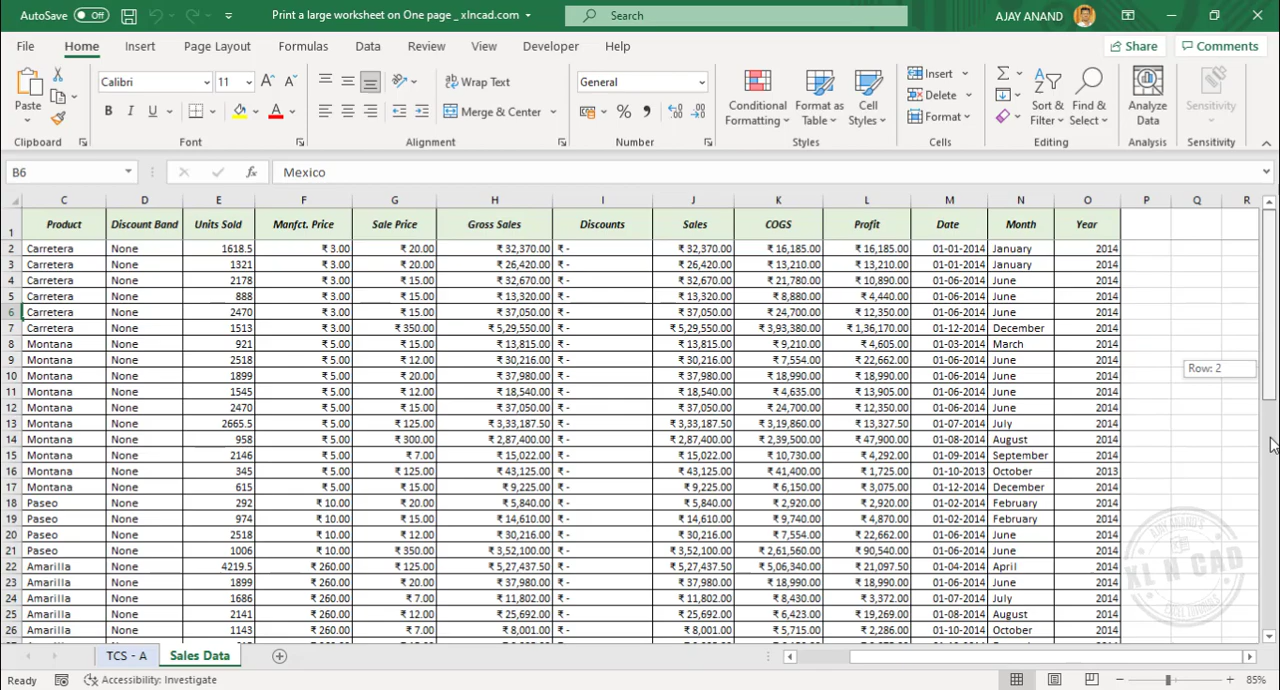 AutoSave Off Print a large worksheet on One page _ xlncad.com Search AJAY ANAND
File Home Insert Page Layout Formulas Data Review View Developer Help Share Comments
Calibri 11 Wrap Text General Insert
Paste B I U Merge & Center Conditional Formatting Format as Table Cell Styles Delete Format Sort & Filter Find & Select Analyze Data Sensitivity
Clipboard Font Alignment Number Styles Cells Editing Analysis Sensitivity
B6 fx Mexico
C D E F G H I J K L M N O P Q R
1 Product Discount Band Units Sold Manfct. Price Sale Price Gross Sales Discounts Sales COGS Profit Date Month Year
2 Carretera None 1618.5 ₹ 3.00 ₹ 20.00 ₹ 32,370.00 ₹ - ₹ 32,370.00 ₹ 16,185.00 ₹ 16,185.00 01-01-2014 January 2014
3 Carretera None 1321 ₹ 3.00 ₹ 20.00 ₹ 26,420.00 ₹ - ₹ 26,420.00 ₹ 13,210.00 ₹ 13,210.00 01-01-2014 January 2014
4 Carretera None 2178 ₹ 3.00 ₹ 15.00 ₹ 32,670.00 ₹ - ₹ 32,670.00 ₹ 21,780.00 ₹ 10,890.00 01-06-2014 June 2014
5 Carretera None 888 ₹ 3.00 ₹ 15.00 ₹ 13,320.00 ₹ - ₹ 13,320.00 ₹ 8,880.00 ₹ 4,440.00 01-06-2014 June 2014
6 Carretera None 2470 ₹ 3.00 ₹ 15.00 ₹ 37,050.00 ₹ - ₹ 37,050.00 ₹ 24,700.00 ₹ 12,350.00 01-06-2014 June 2014
7 Carretera None 1513 ₹ 3.00 ₹ 350.00 ₹ 5,29,550.00 ₹ - ₹ 5,29,550.00 ₹ 3,93,380.00 ₹ 1,36,170.00 01-12-2014 December 2014
8 Montana None 921 ₹ 5.00 ₹ 15.00 ₹ 13,815.00 ₹ - ₹ 13,815.00 ₹ 9,210.00 ₹ 4,605.00 01-03-2014 March 2014
9 Montana None 2518 ₹ 5.00 ₹ 12.00 ₹ 30,216.00 ₹ - ₹ 30,216.00 ₹ 7,554.00 ₹ 22,662.00 01-06-2014 June 2014
10 Montana None 1899 ₹ 5.00 ₹ 20.00 ₹ 37,980.00 ₹ - ₹ 37,980.00 ₹ 18,990.00 ₹ 18,990.00 01-06-2014 June 2014 Row: 2
11 Montana None 1545 ₹ 5.00 ₹ 12.00 ₹ 18,540.00 ₹ - ₹ 18,540.00 ₹ 4,635.00 ₹ 13,905.00 01-06-2014 June 2014
12 Montana None 2470 ₹ 5.00 ₹ 15.00 ₹ 37,050.00 ₹ - ₹ 37,050.00 ₹ 24,700.00 ₹ 12,350.00 01-06-2014 June 2014
13 Montana None 2665.5 ₹ 5.00 ₹ 125.00 ₹ 3,33,187.50 ₹ - ₹ 3,33,187.50 ₹ 3,19,860.00 ₹ 13,327.50 01-07-2014 July 2014
14 Montana None 958 ₹ 5.00 ₹ 300.00 ₹ 2,87,400.00 ₹ - ₹ 2,87,400.00 ₹ 2,39,500.00 ₹ 47,900.00 01-08-2014 August 2014
15 Montana None 2146 ₹ 5.00 ₹ 7.00 ₹ 15,022.00 ₹ - ₹ 15,022.00 ₹ 10,730.00 ₹ 4,292.00 01-09-2014 September 2014
16 Montana None 345 ₹ 5.00 ₹ 125.00 ₹ 43,125.00 ₹ - ₹ 43,125.00 ₹ 41,400.00 ₹ 1,725.00 01-10-2013 October 2013
17 Montana None 615 ₹ 5.00 ₹ 15.00 ₹ 9,225.00 ₹ - ₹ 9,225.00 ₹ 6,150.00 ₹ 3,075.00 01-12-2014 December 2014
18 Paseo None 292 ₹ 10.00 ₹ 20.00 ₹ 5,840.00 ₹ - ₹ 5,840.00 ₹ 2,920.00 ₹ 2,920.00 01-02-2014 February 2014
19 Paseo None 974 ₹ 10.00 ₹ 15.00 ₹ 14,610.00 ₹ - ₹ 14,610.00 ₹ 9,740.00 ₹ 4,870.00 01-02-2014 February 2014
20 Paseo None 2518 ₹ 10.00 ₹ 12.00 ₹ 30,216.00 ₹ - ₹ 30,216.00 ₹ 7,554.00 ₹ 22,662.00 01-06-2014 June 2014
21 Paseo None 1006 ₹ 10.00 ₹ 350.00 ₹ 3,52,100.00 ₹ - ₹ 3,52,100.00 ₹ 2,61,560.00 ₹ 90,540.00 01-06-2014 June 2014
22 Amarilla None 4219.5 ₹ 260.00 ₹ 125.00 ₹ 5,27,437.50 ₹ - ₹ 5,27,437.50 ₹ 5,06,340.00 ₹ 21,097.50 01-04-2014 April 2014
23 Amarilla None 1899 ₹ 260.00 ₹ 20.00 ₹ 37,980.00 ₹ - ₹ 37,980.00 ₹ 18,990.00 ₹ 18,990.00 01-06-2014 June 2014
24 Amarilla None 1686 ₹ 260.00 ₹ 7.00 ₹ 11,802.00 ₹ - ₹ 11,802.00 ₹ 8,430.00 ₹ 3,372.00 01-07-2014 July 2014
25 Amarilla None 2141 ₹ 260.00 ₹ 12.00 ₹ 25,692.00 ₹ - ₹ 25,692.00 ₹ 6,423.00 ₹ 19,269.00 01-08-2014 August 2014
26 Amarilla None 1143 ₹ 260.00 ₹ 7.00 ₹ 8,001.00 ₹ - ₹ 8,001.00 ₹ 5,715.00 ₹ 2,286.00 01-10-2014 October 2014
AJAY ANAND'S
XL N CAD
TCS - A Sales Data
Ready Accessibility: Investigate 85%